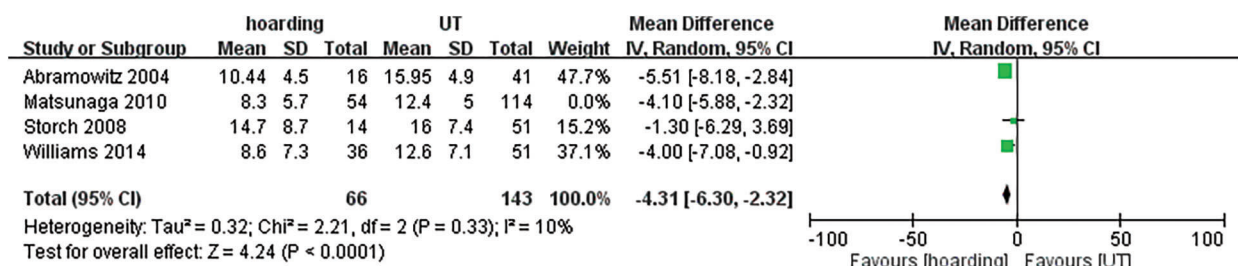 hoarding UT Mean Difference Mean Difference
Study or Subgroup Mean SD Total Mean SD Total Weight IV, Random, 95% CI IV, Random, 95% CI
Abramowitz 2004 10.44 4.5 16 15.95 4.9 41 47.7% -5.51 [-8.18, -2.84]
Matsunaga 2010 8.3 5.7 54 12.4 5 114 0.0% -4.10 [-5.88, -2.32]
Storch 2008 14.7 8.7 14 16 7.4 51 15.2% -1.30 [-6.29, 3.69]
Williams 2014 8.6 7.3 36 12.6 7.1 51 37.1% -4.00 [-7.08, -0.92]
Total (95% CI) 66 143 100.0% -4.31 [-6.30, -2.32]
Heterogeneity: Tau² = 0.32; Chi² = 2.21, df = 2 (P = 0.33); I² = 10%
Test for overall effect: Z = 4.24 (P < 0.0001)
-100 -50 0 50 100
Favours [hoarding] Favours [UT]